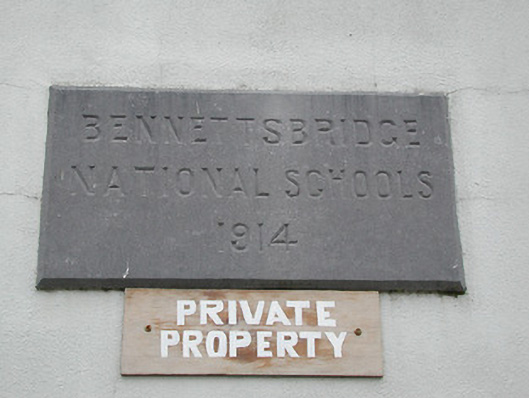 BENNETTSBRIDGE
NATIONAL SCHOOLS
1914
PRIVATE
PROPERTY